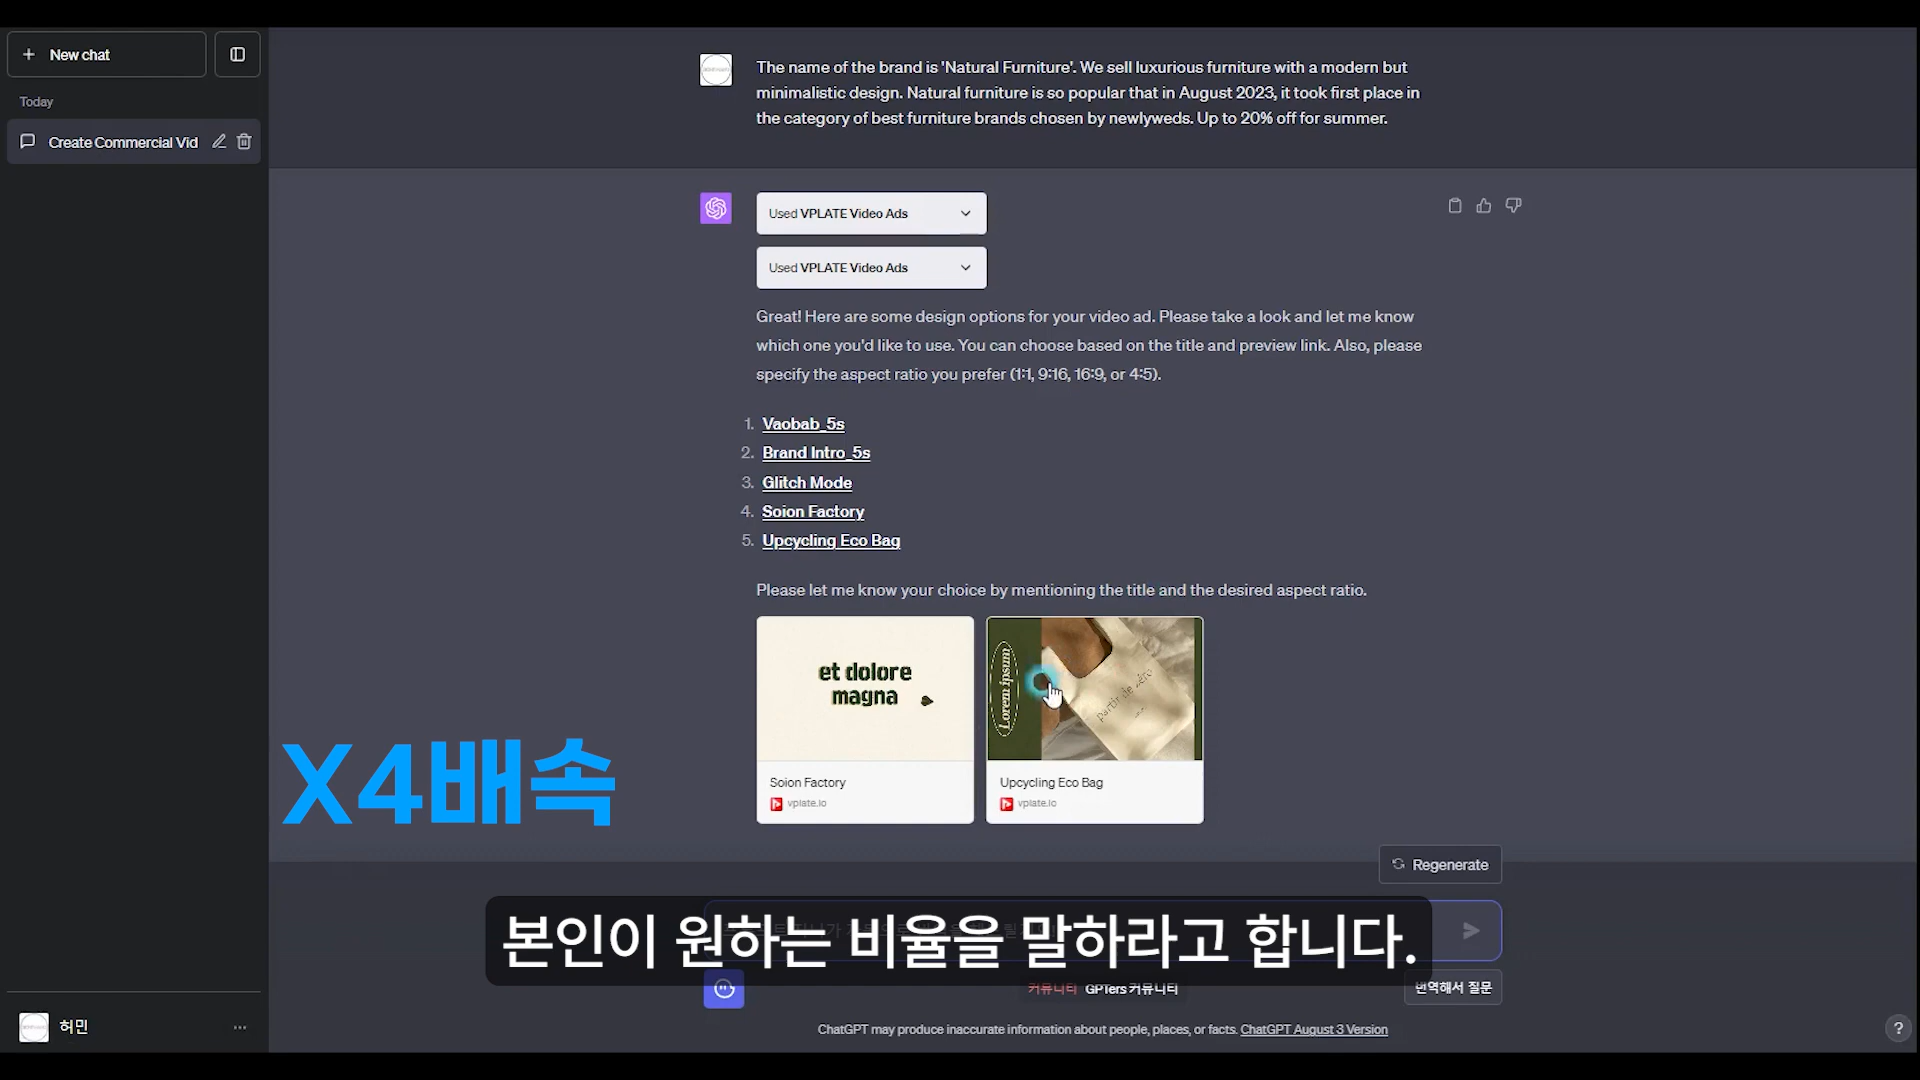 New chat
Today
Create Commercial Vid
The name of the brand is 'Natural Furniture'. We sell luxurious furniture with a modern but
minimalistic design. Natural furniture is so popular that in August 2023, it took first place in
the category of best furniture brands chosen by newlyweds. Up to 20% off for summer.
Used VPLATE Video Ads
Used VPLATE Video Ads
Great! Here are some design options for your video ad. Please take a look and let me know
which one you'd like to use. You can choose based on the title and preview link. Also, please
specify the aspect ratio you prefer (1:1, 9:16, 16:9, or 4:5).
1. Vaobab_5s
2. Brand Intro_5s
3. Glitch Mode
4. Soion Factory
5. Upcycling Eco Bag
Please let me know your choice by mentioning the title and the desired aspect ratio.
et dolore
magna
Lorem ipsum
partir de zéro
Soion Factory
vplate.io
Upcycling Eco Bag
vplate.io
X4배속
Regenerate
본인이 원하는 비율을 말하라고 합니다.
커뮤니티 GPTers 커뮤니티
번역해서 질문
ChatGPT may produce inaccurate information about people, places, or facts. ChatGPT August 3 Version
허민
?